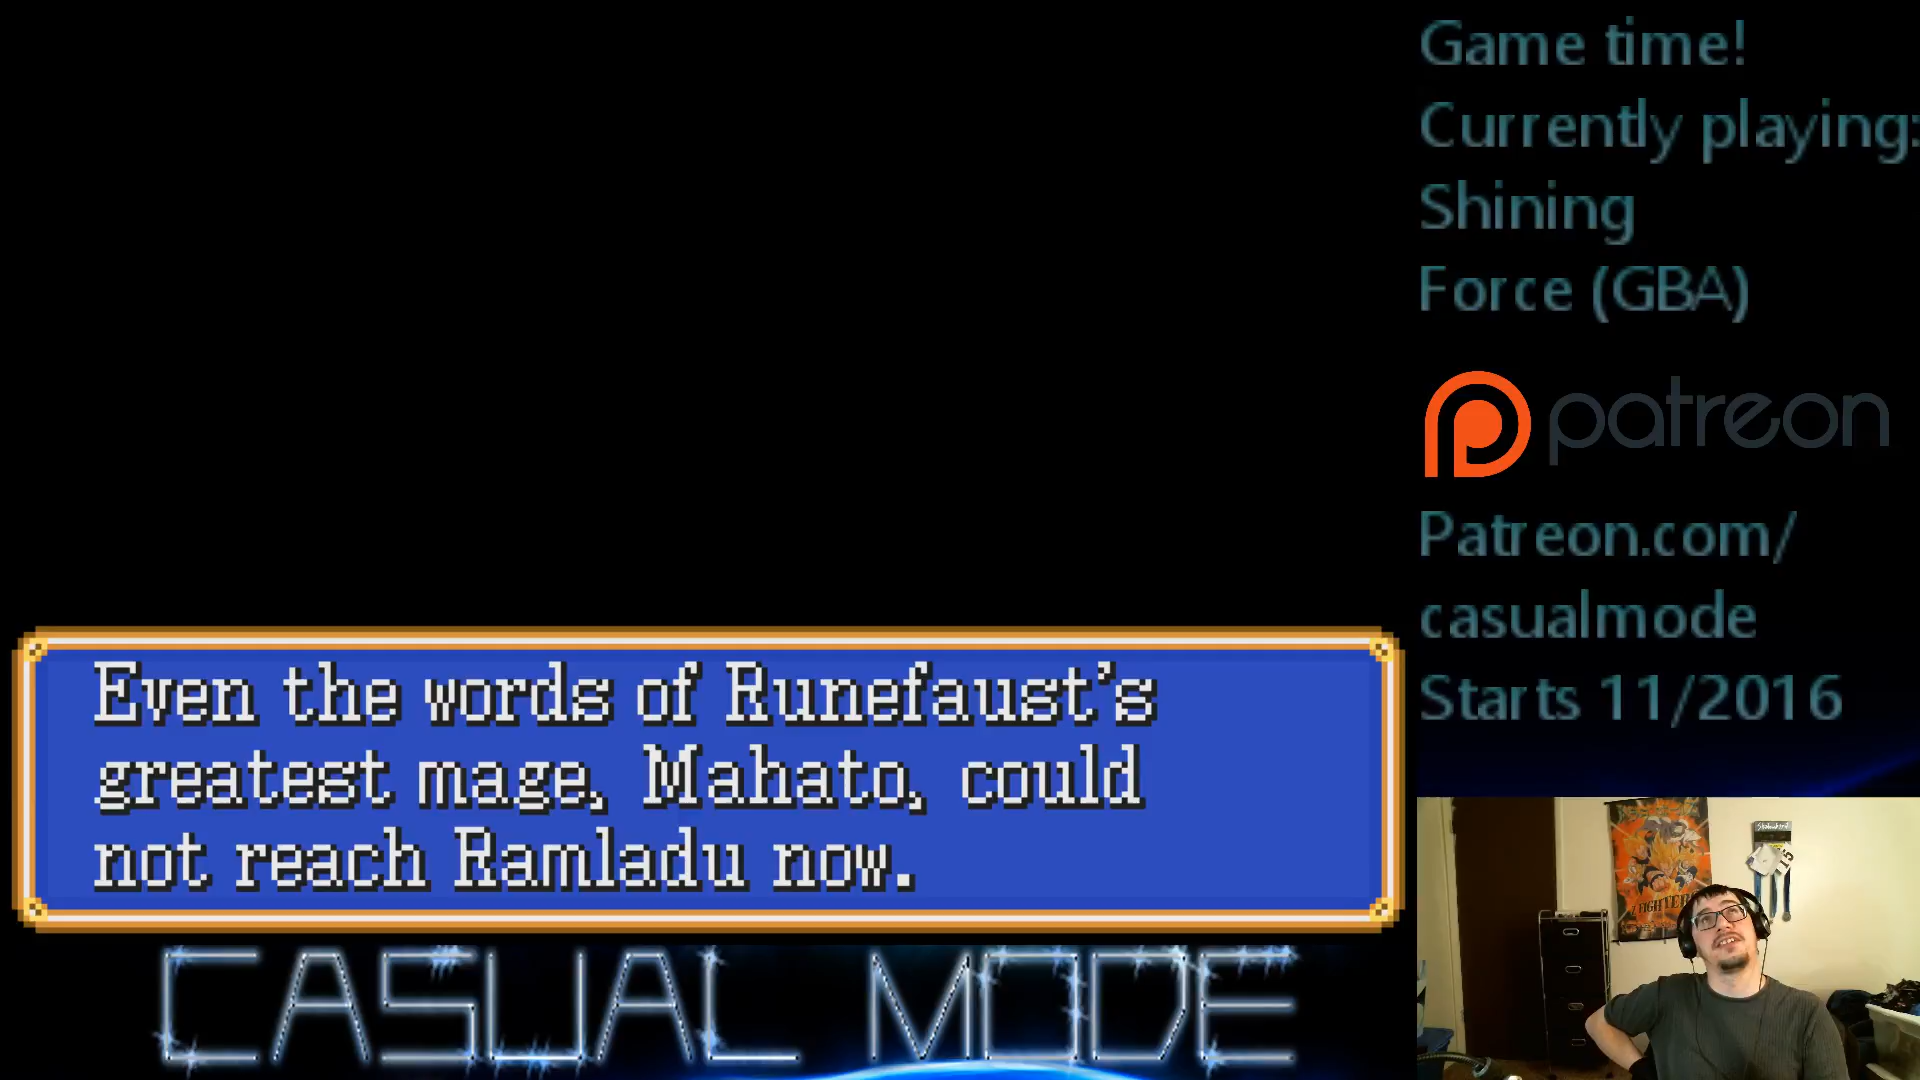 Game time!
Currently playing:
Shining
Force (GBA)
patreon
Patreon.com/
casualmode
Starts 11/2016
Even the words of Runefaust's
greatest mage, Mahato, could
not reach Ramladu now.
CASUAL MODE
Z FIGHTERS